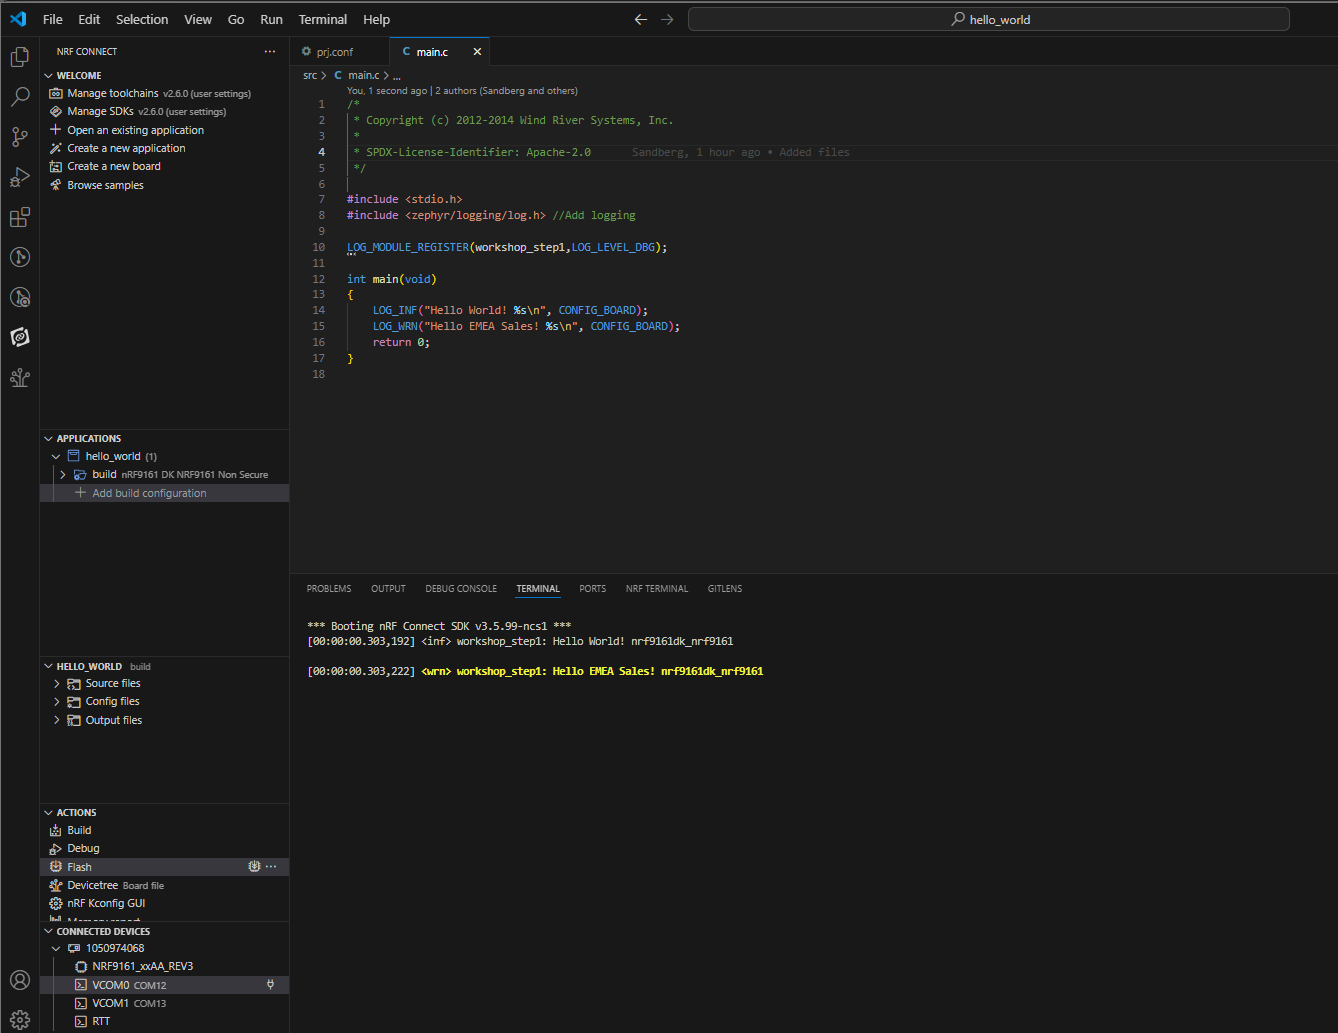 File Edit Selection View Go Run Terminal Help
hello_world
NRF CONNECT
WELCOME
Manage toolchains v2.6.0 (user settings)
Manage SDKs v2.6.0 (user settings)
Open an existing application
Create a new application
Create a new board
Browse samples
APPLICATIONS
hello_world (1)
build nRF9161 DK NRF9161 Non Secure
Add build configuration
HELLO_WORLD build
Source files
Config files
Output files
ACTIONS
Build
Debug
Flash
Devicetree Board file
nRF Kconfig GUI
Memory report
CONNECTED DEVICES
1050974068
NRF9161_xxAA_REV3
VCOM0 COM12
VCOM1 COM13
RTT
prj.conf
C main.c
src > C main.c > ...
You, 1 second ago | 2 authors (Sandberg and others)
1 /*
2 * Copyright (c) 2012-2014 Wind River Systems, Inc.
3 *
4 * SPDX-License-Identifier: Apache-2.0 Sandberg, 1 hour ago • Added files
5 */
6
7 #include <stdio.h>
8 #include <zephyr/logging/log.h> //Add logging
9
10 LOG_MODULE_REGISTER(workshop_step1,LOG_LEVEL_DBG);
11
12 int main(void)
13 {
14 LOG_INF("Hello World! %s\n", CONFIG_BOARD);
15 LOG_WRN("Hello EMEA Sales! %s\n", CONFIG_BOARD);
16 return 0;
17 }
18
PROBLEMS OUTPUT DEBUG CONSOLE TERMINAL PORTS NRF TERMINAL GITLENS
*** Booting nRF Connect SDK v3.5.99-ncs1 ***
[00:00:00.303,192] <inf> workshop_step1: Hello World! nrf9161dk_nrf9161
[00:00:00.303,222] <wrn> workshop_step1: Hello EMEA Sales! nrf9161dk_nrf9161